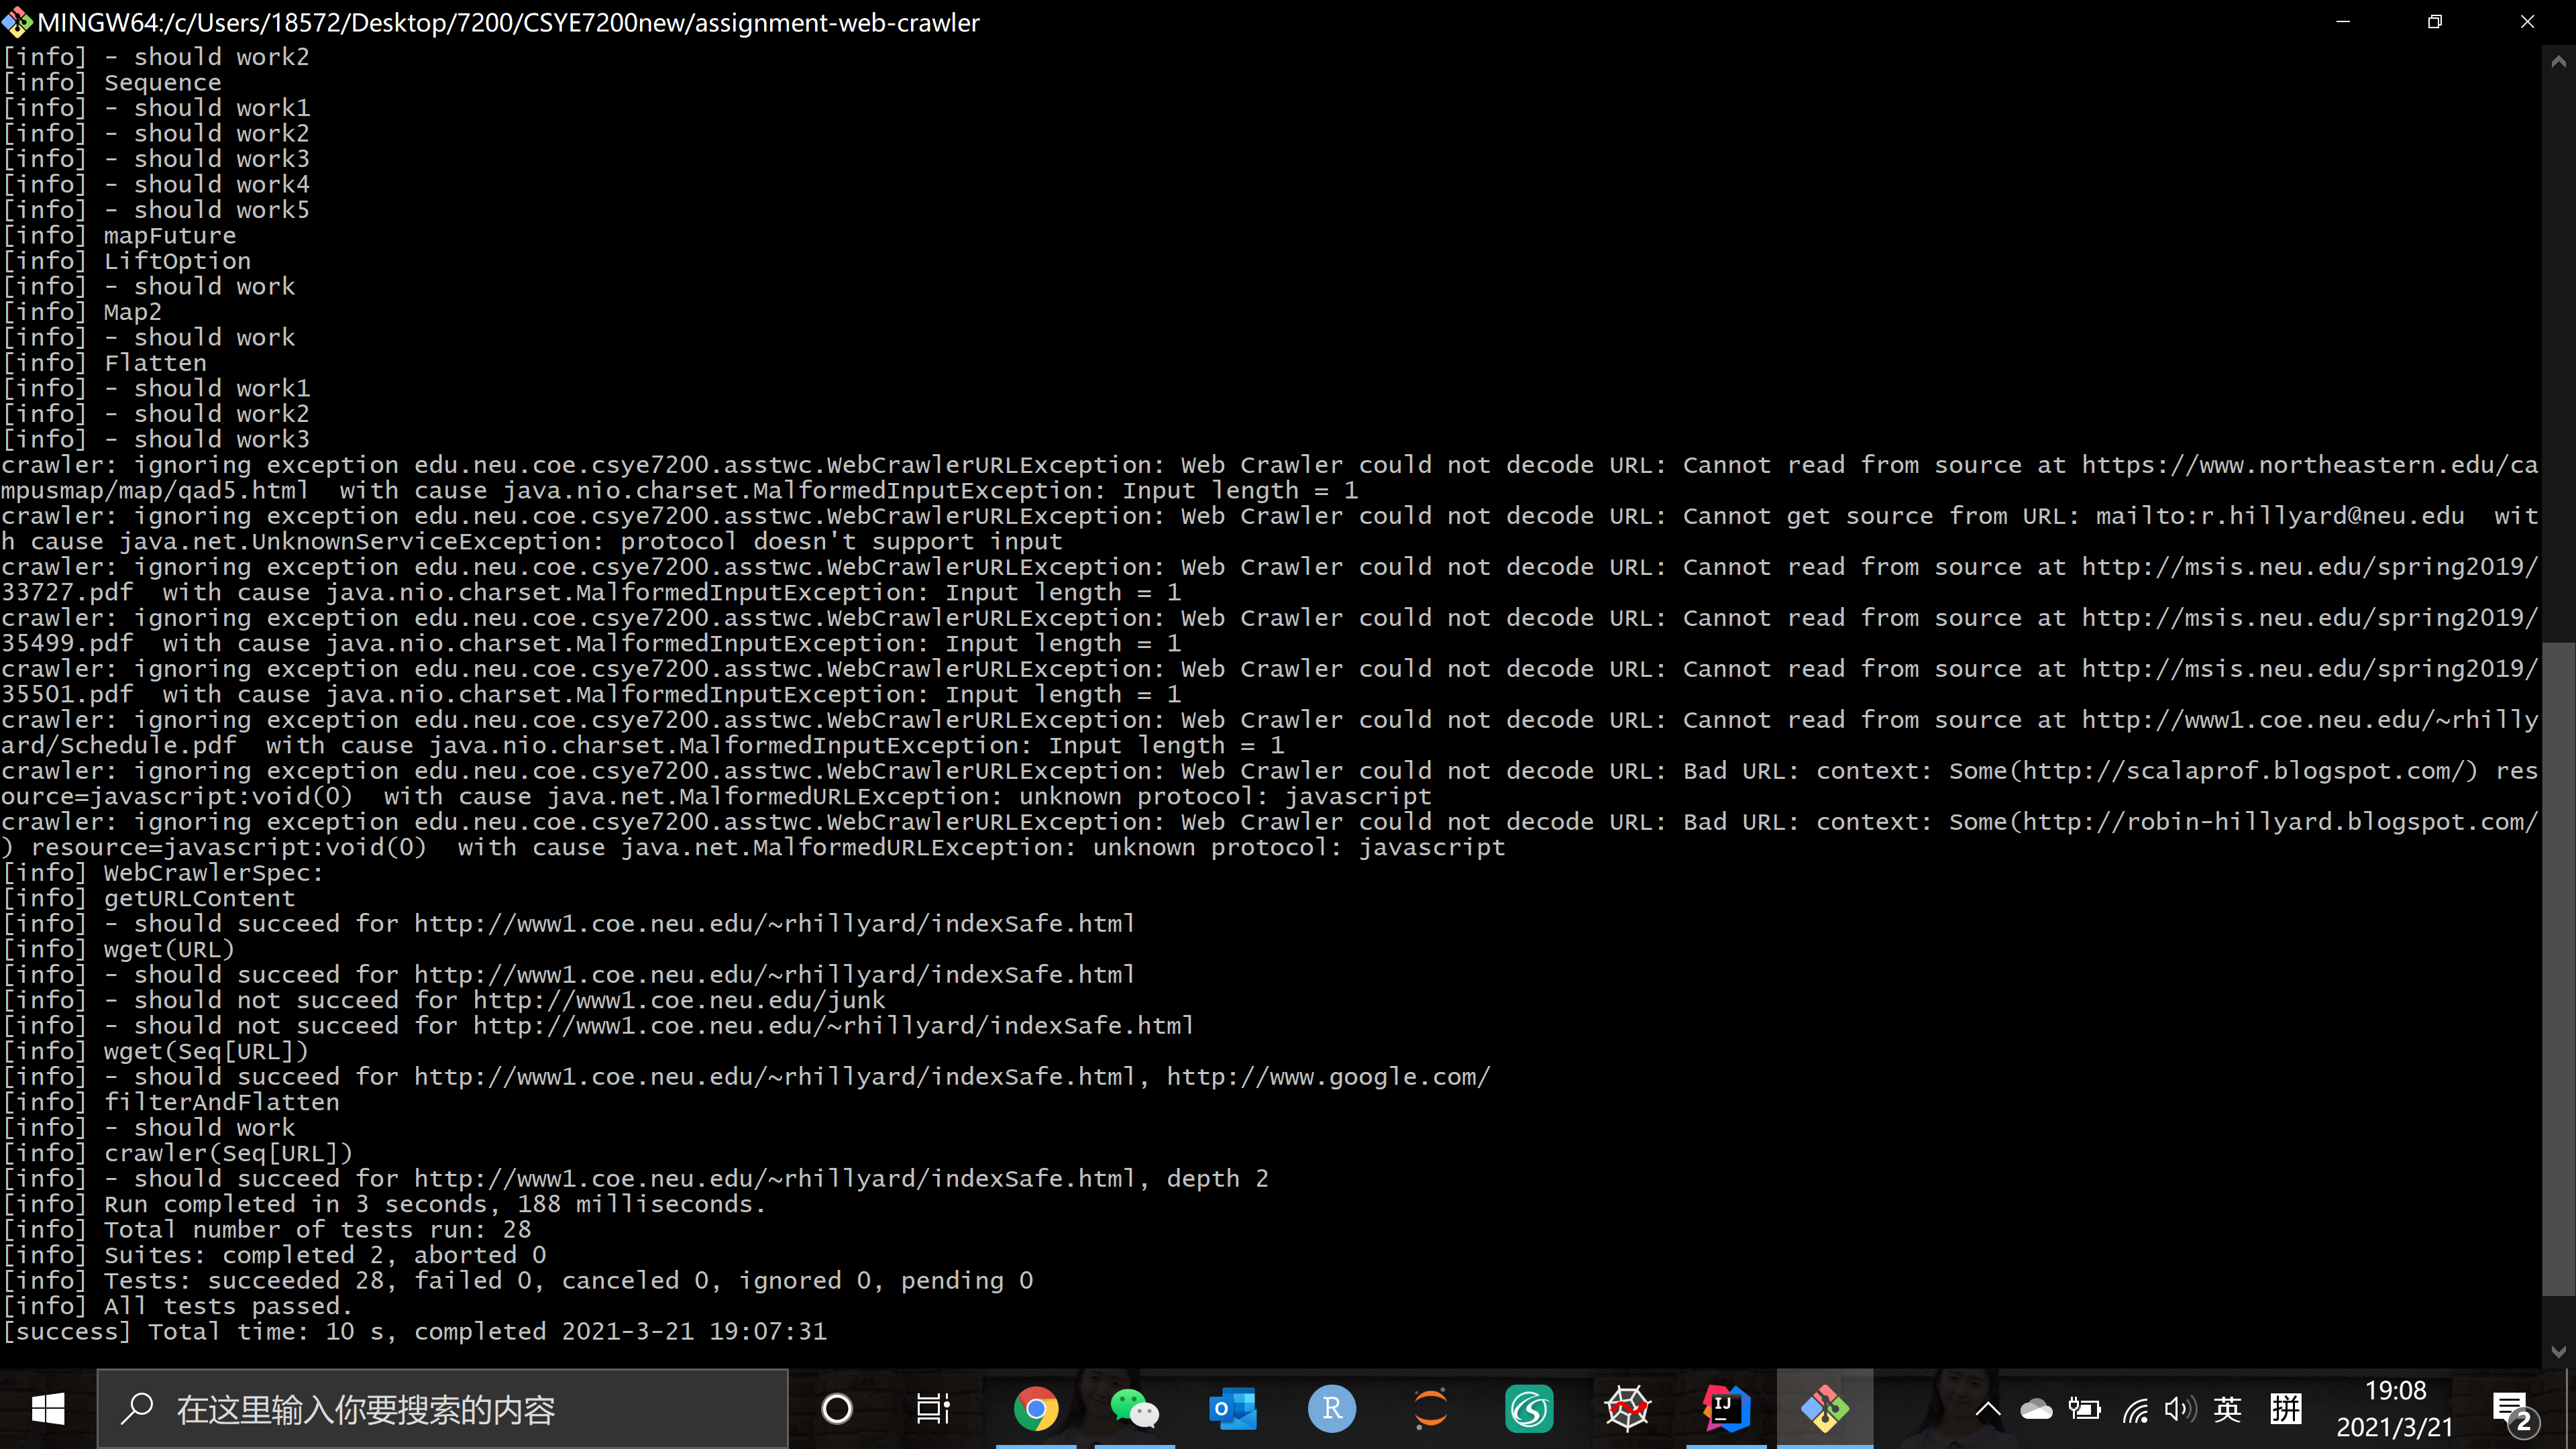 MINGW64:/c/Users/18572/Desktop/7200/CSYE7200new/assignment-web-crawler
[info] - should work2
[info] Sequence
[info] - should work1
[info] - should work2
[info] - should work3
[info] - should work4
[info] - should work5
[info] mapFuture
[info] LiftOption
[info] - should work
[info] Map2
[info] - should work
[info] Flatten
[info] - should work1
[info] - should work2
[info] - should work3
crawler: ignoring exception edu.neu.coe.csye7200.asstwc.WebCrawlerURLException: Web Crawler could not decode URL: Cannot read from source at https://www.northeastern.edu/ca
mpusmap/map/qad5.html  with cause java.nio.charset.MalformedInputException: Input length = 1
crawler: ignoring exception edu.neu.coe.csye7200.asstwc.WebCrawlerURLException: Web Crawler could not decode URL: Cannot get source from URL: mailto:r.hillyard@neu.edu  wit
h cause java.net.UnknownServiceException: protocol doesn't support input
crawler: ignoring exception edu.neu.coe.csye7200.asstwc.WebCrawlerURLException: Web Crawler could not decode URL: Cannot read from source at http://msis.neu.edu/spring2019/
33727.pdf  with cause java.nio.charset.MalformedInputException: Input length = 1
crawler: ignoring exception edu.neu.coe.csye7200.asstwc.WebCrawlerURLException: Web Crawler could not decode URL: Cannot read from source at http://msis.neu.edu/spring2019/
35499.pdf  with cause java.nio.charset.MalformedInputException: Input length = 1
crawler: ignoring exception edu.neu.coe.csye7200.asstwc.WebCrawlerURLException: Web Crawler could not decode URL: Cannot read from source at http://msis.neu.edu/spring2019/
35501.pdf  with cause java.nio.charset.MalformedInputException: Input length = 1
crawler: ignoring exception edu.neu.coe.csye7200.asstwc.WebCrawlerURLException: Web Crawler could not decode URL: Cannot read from source at http://www1.coe.neu.edu/~rhilly
ard/Schedule.pdf  with cause java.nio.charset.MalformedInputException: Input length = 1
crawler: ignoring exception edu.neu.coe.csye7200.asstwc.WebCrawlerURLException: Web Crawler could not decode URL: Bad URL: context: Some(http://scalaprof.blogspot.com/) res
ource=javascript:void(0)  with cause java.net.MalformedURLException: unknown protocol: javascript
crawler: ignoring exception edu.neu.coe.csye7200.asstwc.WebCrawlerURLException: Web Crawler could not decode URL: Bad URL: context: Some(http://robin-hillyard.blogspot.com/
) resource=javascript:void(0)  with cause java.net.MalformedURLException: unknown protocol: javascript
[info] WebCrawlerSpec:
[info] getURLContent
[info] - should succeed for http://www1.coe.neu.edu/~rhillyard/indexSafe.html
[info] wget(URL)
[info] - should succeed for http://www1.coe.neu.edu/~rhillyard/indexSafe.html
[info] - should not succeed for http://www1.coe.neu.edu/junk
[info] - should not succeed for http://www1.coe.neu.edu/~rhillyard/indexSafe.html
[info] wget(Seq[URL])
[info] - should succeed for http://www1.coe.neu.edu/~rhillyard/indexSafe.html, http://www.google.com/
[info] filterAndFlatten
[info] - should work
[info] crawler(Seq[URL])
[info] - should succeed for http://www1.coe.neu.edu/~rhillyard/indexSafe.html, depth 2
[info] Run completed in 3 seconds, 188 milliseconds.
[info] Total number of tests run: 28
[info] Suites: completed 2, aborted 0
[info] Tests: succeeded 28, failed 0, canceled 0, ignored 0, pending 0
[info] All tests passed.
[success] Total time: 10 s, completed 2021-3-21 19:07:31
在这里输入你要搜索的内容
O
R
IJ
英
拼
19:08
2021/3/21
2